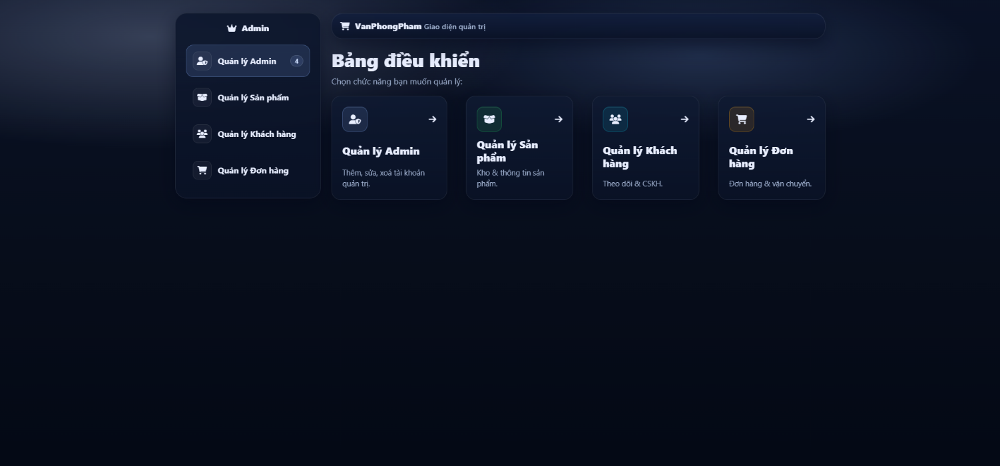 Admin
Quản lý Admin 4
Quản lý Sản phẩm
Quản lý Khách hàng
Quản lý Đơn hàng
VanPhongPham Giao diện quản trị
Bảng điều khiển
Chọn chức năng bạn muốn quản lý:
Quản lý Admin
Thêm, sửa, xoá tài khoản
quản trị.
Quản lý Sản
phẩm
Kho & thông tin sản
phẩm.
Quản lý Khách
hàng
Theo dõi & CSKH.
Quản lý Đơn
hàng
Đơn hàng & vận chuyển.